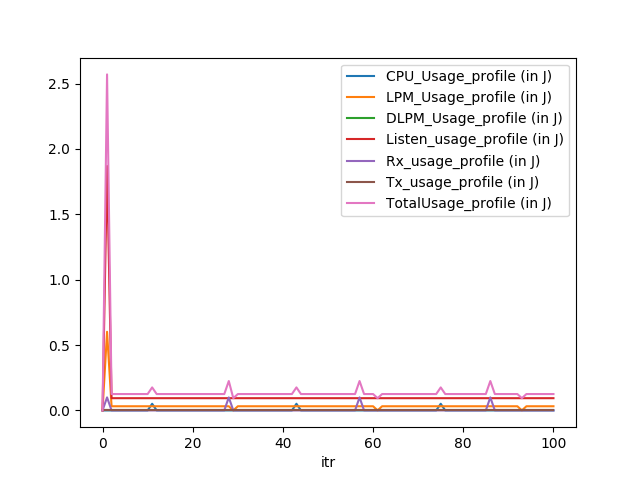 CPU_Usage_profile (in J)
LPM_Usage_profile (in J)
DLPM_Usage_profile (in J)
Listen_usage_profile (in J)
Rx_usage_profile (in J)
Tx_usage_profile (in J)
TotalUsage_profile (in J)
2.5
2.0
1.5
1.0
0.5
0.0
0 20 40 60 80 100
itr